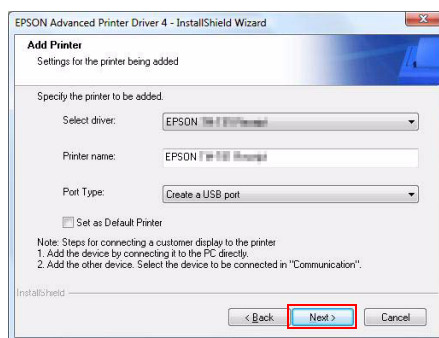 EPSON Advanced Printer Driver 4 - InstallShield Wizard
Add Printer
Settings for the printer being added
Specify the printer to be added.
Select driver:
EPSON
Printer name:
EPSON
Port Type:
Create a USB port
Set as Default Printer
Note: Steps for connecting a customer display to the printer
1. Add the device by connecting it to the PC directly.
2. Add the other device. Select the device to be connected in "Communication".
InstallShield
< Back
Next >
Cancel